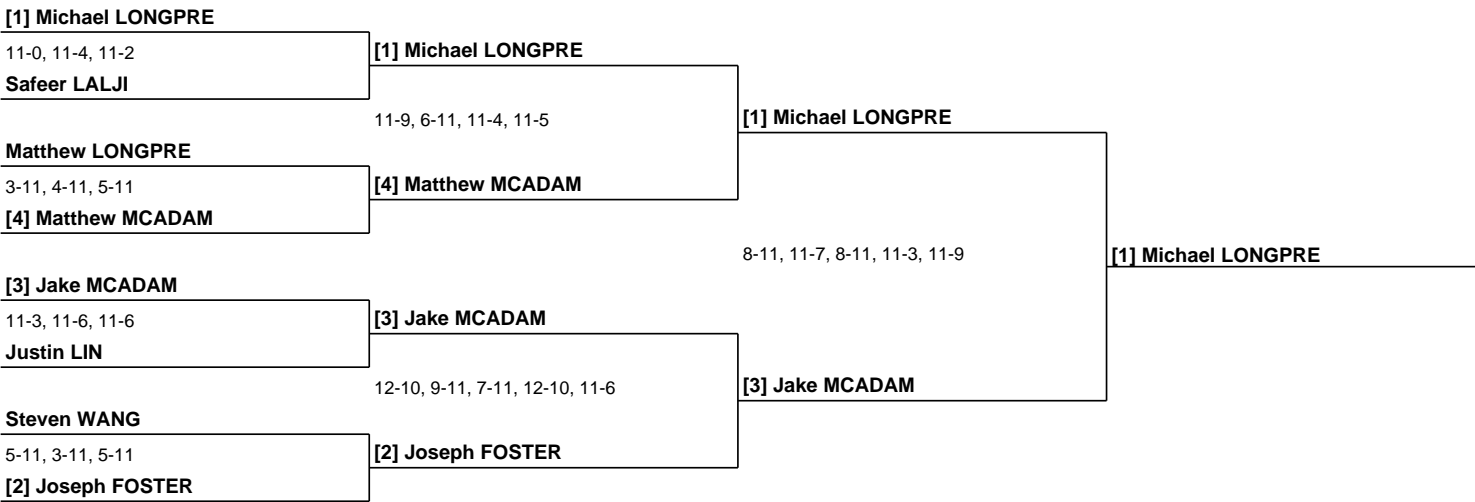 [1] Michael LONGPRE
11-0, 11-4, 11-2
Safeer LALJI
Matthew LONGPRE
3-11, 4-11, 5-11
[4] Matthew MCADAM
[3] Jake MCADAM
11-3, 11-6, 11-6
Justin LIN
Steven WANG
5-11, 3-11, 5-11
[2] Joseph FOSTER
[1] Michael LONGPRE
11-9, 6-11, 11-4, 11-5
[4] Matthew MCADAM
[3] Jake MCADAM
12-10, 9-11, 7-11, 12-10, 11-6
[2] Joseph FOSTER
[1] Michael LONGPRE
8-11, 11-7, 8-11, 11-3, 11-9
[3] Jake MCADAM
[1] Michael LONGPRE